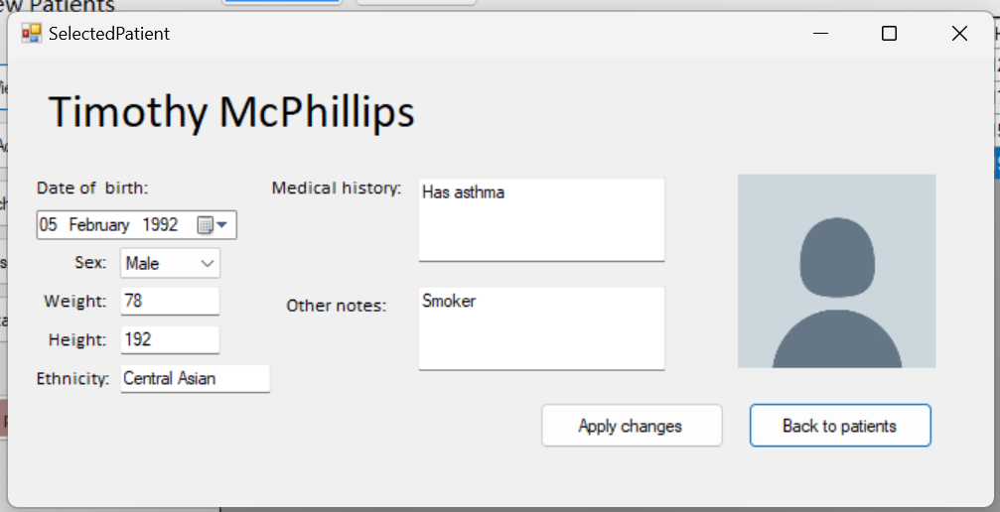 ew Patients
SelectedPatient
Timothy McPhillips
Date of birth:
05 February 1992
Sex: Male
Weight: 78
Height: 192
Ethnicity: Central Asian
Medical history: Has asthma
Other notes: Smoker
Apply changes
Back to patients